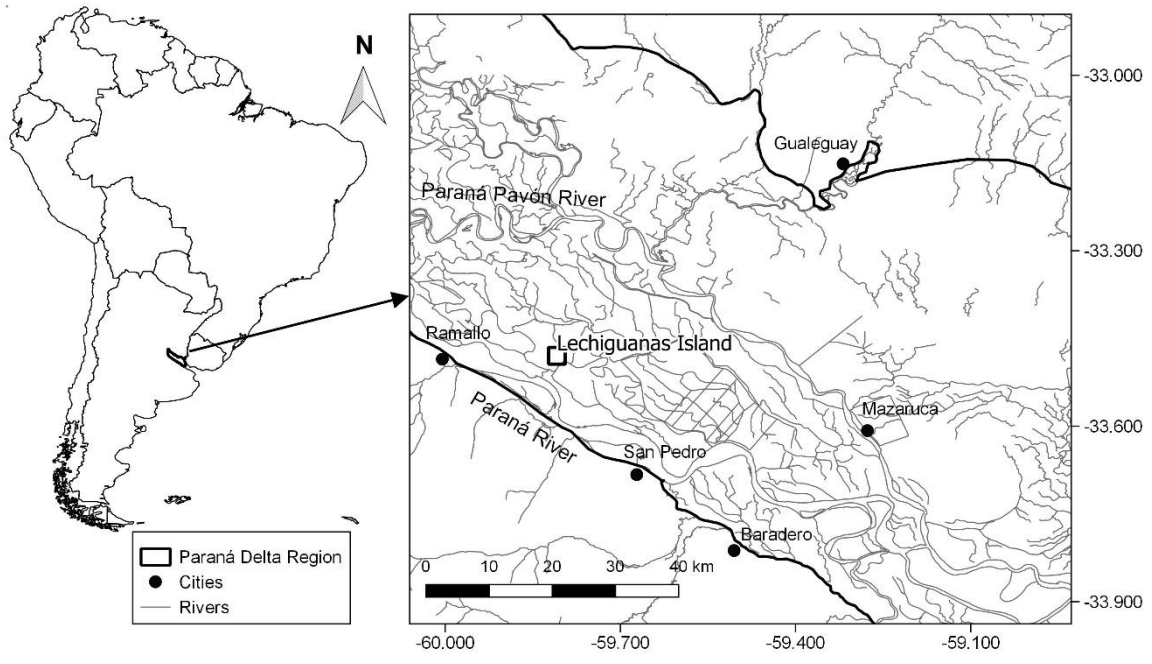 N
Paraná Delta Region
Cities
Rivers
Gualeguay
Paraná Pavón River
Ramallo
Lechiguanas Island
Mazaruca
Paraná River
San Pedro
Baradero
0 10 20 30 40 km
-33.000
-33.300
-33.600
-33.900
-60.000 -59.700 -59.400 -59.100